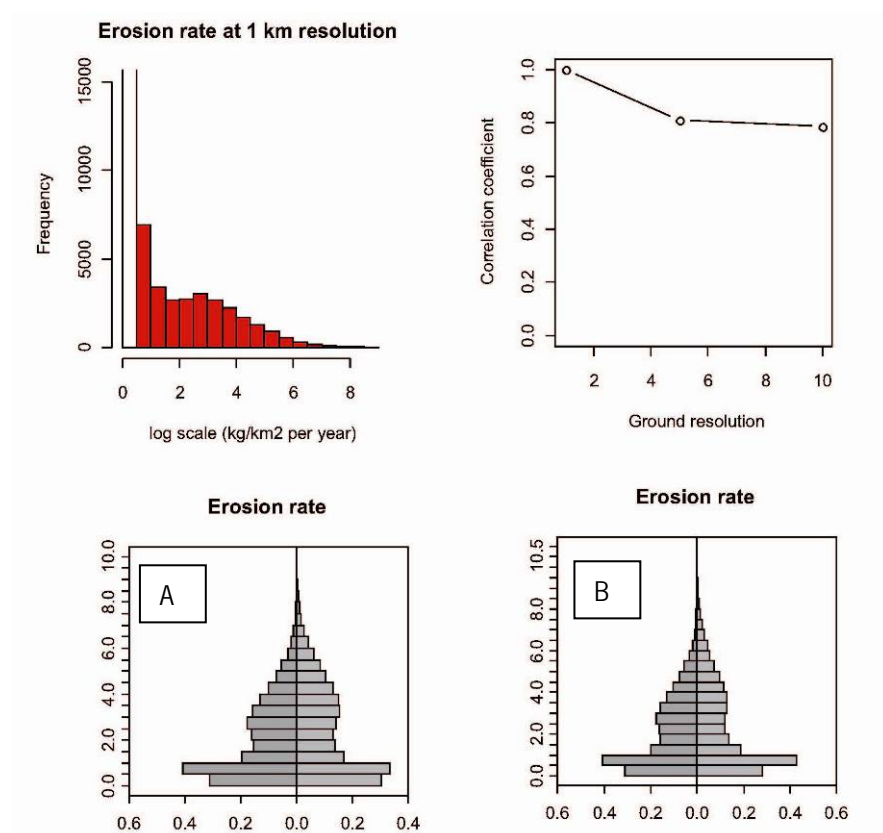 Erosion rate at 1 km resolution
Frequency
0 5000 10000 15000
0 2 4 6 8
log scale (kg/km2 per year)
Correlation coefficient
0.0 0.2 0.4 0.6 0.8 1.0
2 4 6 8 10
Ground resolution
Erosion rate
A
0.0 2.0 4.0 6.0 8.0 10.0
0.6 0.4 0.2 0.0 0.2 0.4
Erosion rate
B
0.0 2.0 4.0 6.0 8.0 10.5
0.6 0.4 0.2 0.0 0.2 0.4 0.6